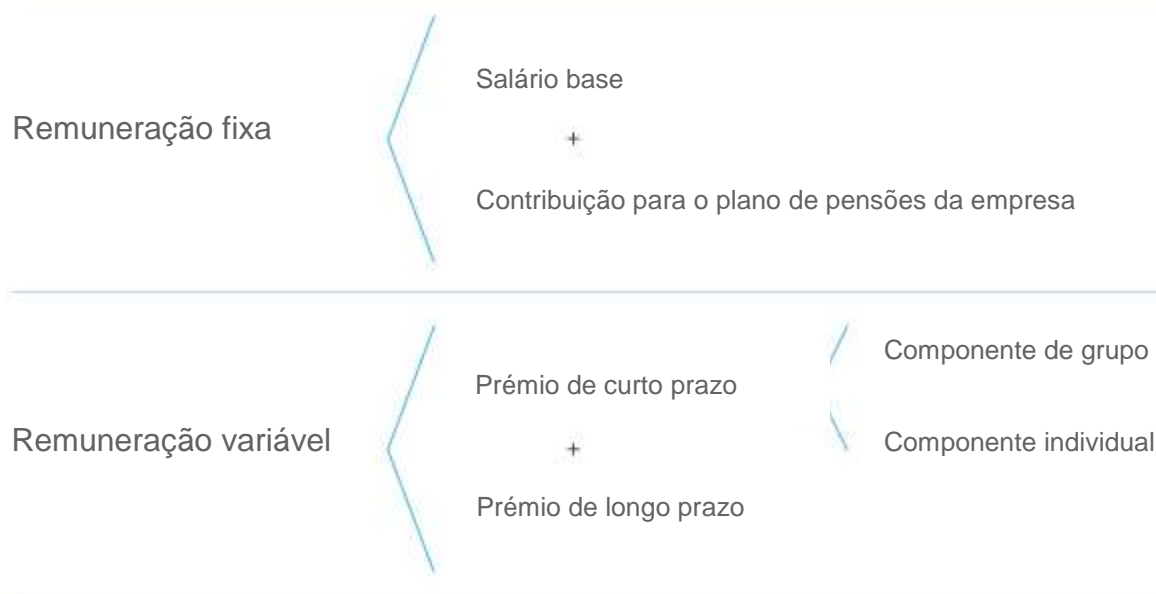 Salário base
Remuneração fixa
+
Contribuição para o plano de pensões da empresa
Componente de grupo
Prémio de curto prazo
Remuneração variável
+
Componente individual
Prémio de longo prazo